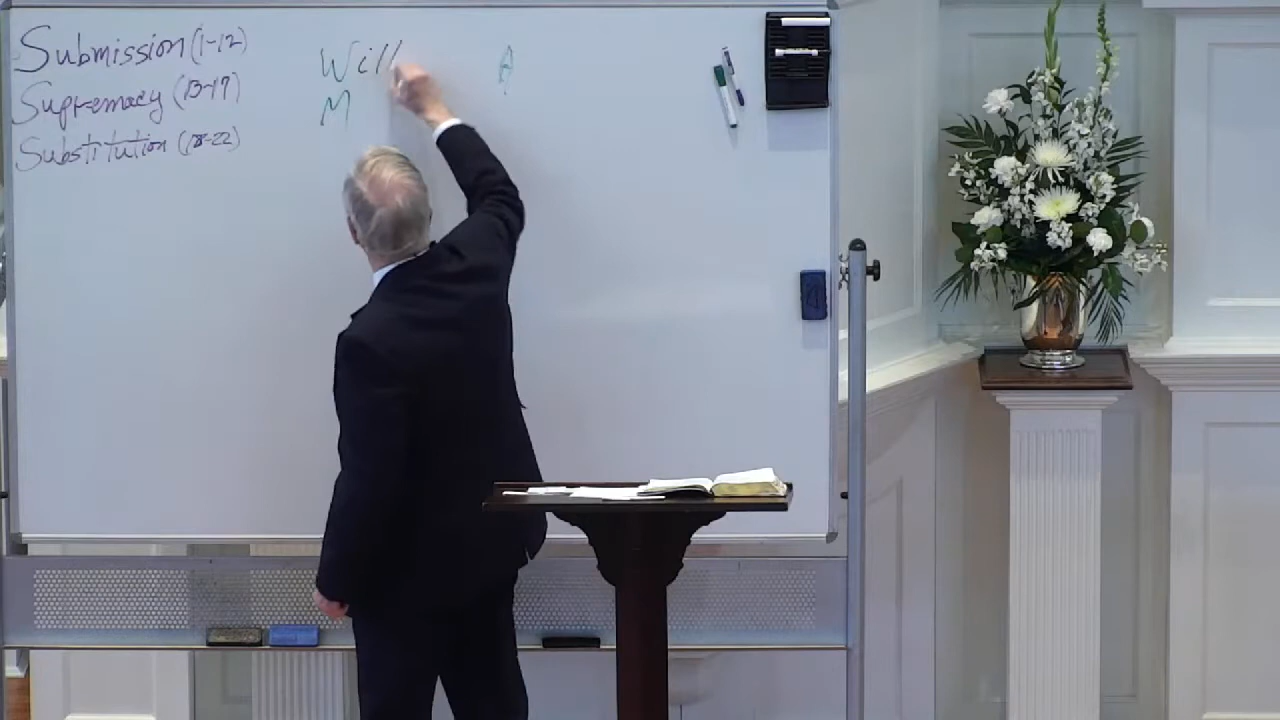 Submission (1-12)
Supremacy (13-17)
Substitution (18-22)
Will
M
A